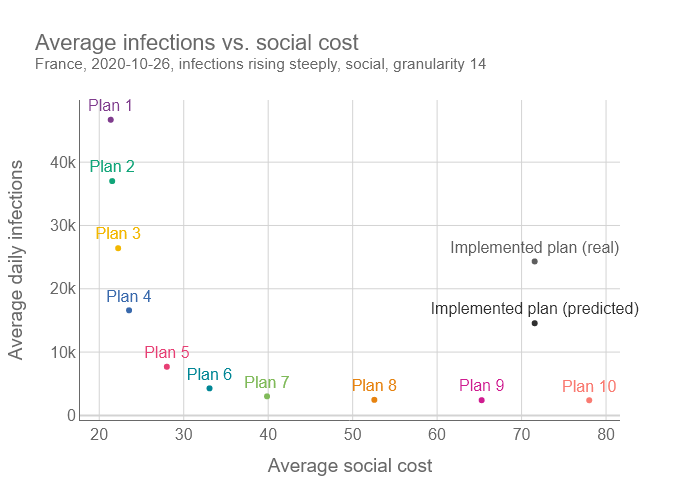 Average infections vs. social cost
France, 2020-10-26, infections rising steeply, social, granularity 14
Average daily infections
40k
30k
20k
10k
0
Plan 1
Plan 2
Plan 3
Plan 4
Plan 5
Plan 6
Plan 7
Plan 8
Plan 9
Plan 10
Implemented plan (real)
Implemented plan (predicted)
20
30
40
50
60
70
80
Average social cost